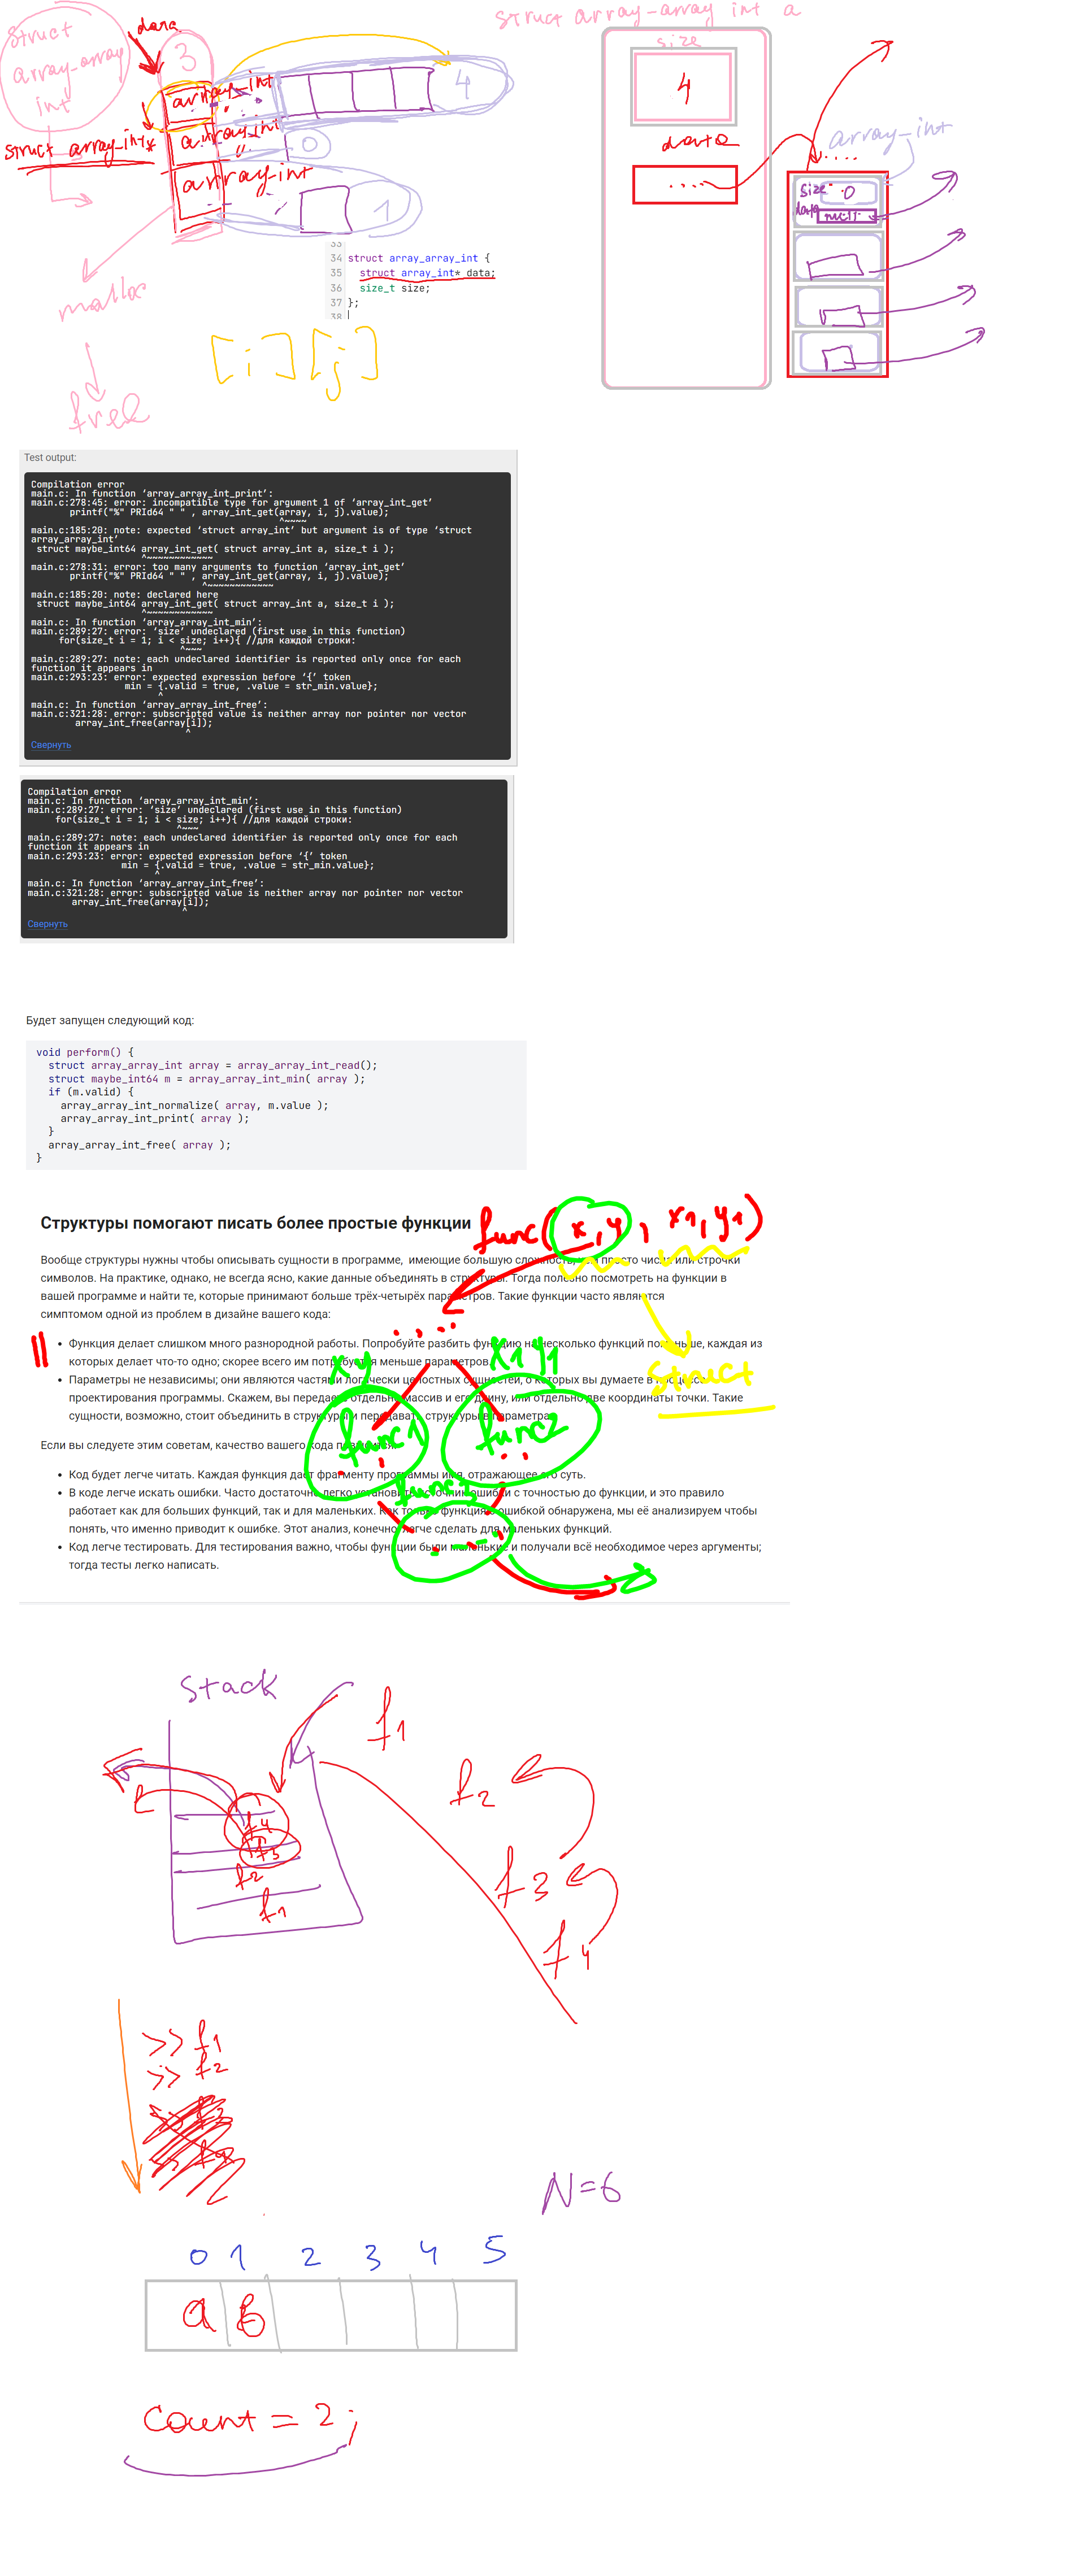 struct array-array int a
struct
array-array
int
data
3
array-int
4
struct array-int*
array-int
0
array-int
1
malloc
free
[i][j]
size
4
data
array-int
size 0
data null
33
34 struct array_array_int {
35 struct array_int* data;
36 size_t size;
37 };
38
Test output:
Compilation error
main.c: In function ‘array_array_int_print’:
main.c:278:45: error: incompatible type for argument 1 of ‘array_int_get’
printf("%" PRId64 " " , array_int_get(array, i, j).value);
^~~~~
main.c:185:20: note: expected ‘struct array_int’ but argument is of type ‘struct
array_array_int’
struct maybe_int64 array_int_get( struct array_int a, size_t i );
^~~~~~~~~~~~~
main.c:278:31: error: too many arguments to function ‘array_int_get’
printf("%" PRId64 " " , array_int_get(array, i, j).value);
^~~~~~~~~~~~~
main.c:185:20: note: declared here
struct maybe_int64 array_int_get( struct array_int a, size_t i );
^~~~~~~~~~~~~
main.c: In function ‘array_array_int_min’:
main.c:289:27: error: ‘size’ undeclared (first use in this function)
for(size_t i = 1; i < size; i++){ //для каждой строки:
^~~~
main.c:289:27: note: each undeclared identifier is reported only once for each
function it appears in
main.c:293:23: error: expected expression before ‘{’ token
min = {.valid = true, .value = str_min.value};
^
main.c: In function ‘array_array_int_free’:
main.c:321:28: error: subscripted value is neither array nor pointer nor vector
array_int_free(array[i]);
^
Свернуть
Compilation error
main.c: In function ‘array_array_int_min’:
main.c:289:27: error: ‘size’ undeclared (first use in this function)
for(size_t i = 1; i < size; i++){ //для каждой строки:
^~~~
main.c:289:27: note: each undeclared identifier is reported only once for each
function it appears in
main.c:293:23: error: expected expression before ‘{’ token
min = {.valid = true, .value = str_min.value};
^
main.c: In function ‘array_array_int_free’:
main.c:321:28: error: subscripted value is neither array nor pointer nor vector
array_int_free(array[i]);
^
Свернуть
Будет запущен следующий код:
void perform() {
struct array_array_int array = array_array_int_read();
struct maybe_int64 m = array_array_int_min( array );
if (m.valid) {
array_array_int_normalize( array, m.value );
array_array_int_print( array );
}
array_array_int_free( array );
}
Структуры помогают писать более простые функции
func(x,y, x1,y1)
Вообще структуры нужны чтобы описывать сущности в программе, имеющие большую сложность, чем просто числа или строчки
символов. На практике, однако, не всегда ясно, какие данные объединять в структуры. Тогда полезно посмотреть на функции в
вашей программе и найти те, которые принимают больше трёх-четырёх параметров. Такие функции часто являются
симптомом одной из проблем в дизайне вашего кода:
• Функция делает слишком много разнородной работы. Попробуйте разбить функцию на несколько функций поменьше, каждая из
которых делает что-то одно; скорее всего им потребуется меньше параметров.
• Параметры не независимы; они являются частями логически целостных сущностей, о которых вы думаете в процессе
проектирования программы. Скажем, вы передаете отдельно массив и его длину, или отдельно две координаты точки. Такие
сущности, возможно, стоит объединить в структуры и передавать структуры в параметрах.
xy
x1y1
struct
func1
func2
Если вы следуете этим советам, качество вашего кода повысится.
• Код будет легче читать. Каждая функция даёт фрагменту программы имя, отражающее его суть.
• В коде легче искать ошибки. Часто достаточно легко установить источник ошибки с точностью до функции, и это правило
работает как для больших функций, так и для маленьких. Как только функция с ошибкой обнаружена, мы её анализируем чтобы
понять, что именно приводит к ошибке. Этот анализ, конечно, легче сделать для маленьких функций.
• Код легче тестировать. Для тестирования важно, чтобы функции были маленькие и получали всё необходимое через аргументы;
тогда тесты легко написать.
stack
f1
f2
f3
f4
f4
f3
f2
f1
>> f1
>> f2
N=6
0 1 2 3 4 5
a b
count = 2;